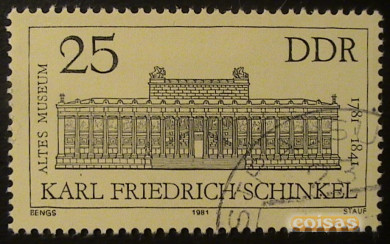 25
DDR
ALTES MUSEUM
1781-1841
KARL FRIEDRICH SCHINKEL
BENGS
1981
STAUF
coisas